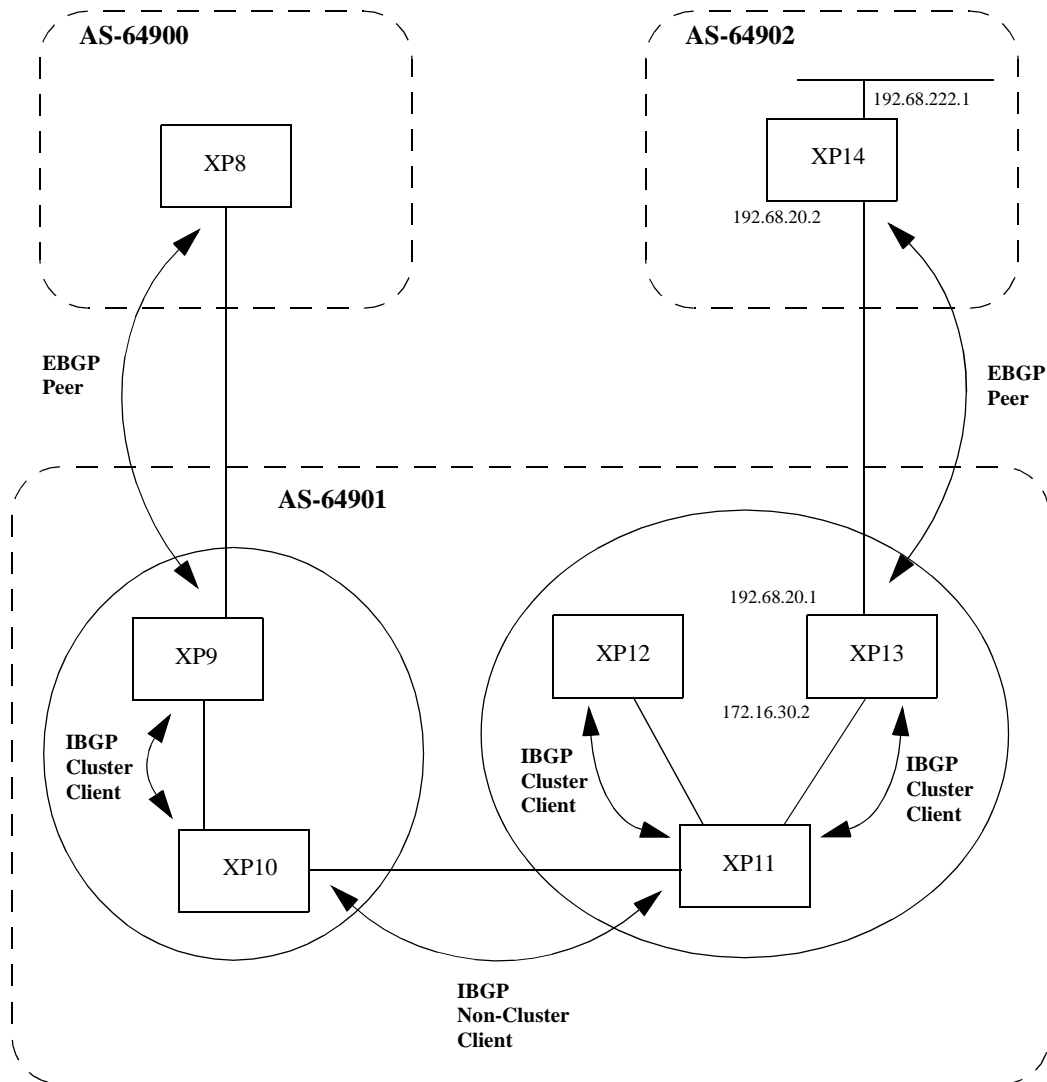 AS-64900
AS-64902
192.68.222.1
XP8
XP14
192.68.20.2
EBGP
Peer
EBGP
Peer
AS-64901
192.68.20.1
XP9
XP12
XP13
172.16.30.2
IBGP
Cluster
Client
IBGP
Cluster
Client
IBGP
Cluster
Client
XP10
XP11
IBGP
Non-Cluster
Client